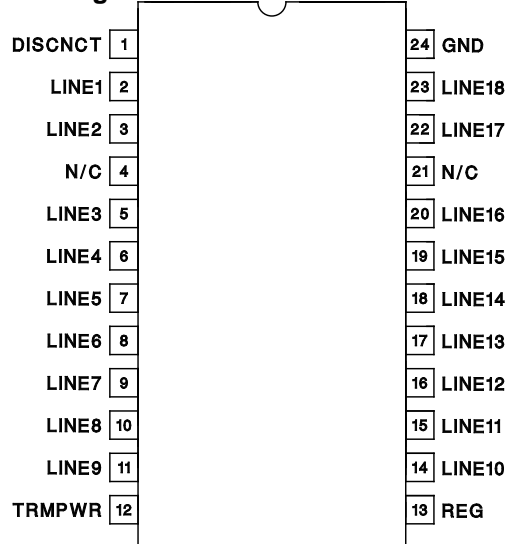 DISCNCT 1 24 GND
LINE1 2 23 LINE18
LINE2 3 22 LINE17
N/C 4 21 N/C
LINE3 5 20 LINE16
LINE4 6 19 LINE15
LINE5 7 18 LINE14
LINE6 8 17 LINE13
LINE7 9 16 LINE12
LINE8 10 15 LINE11
LINE9 11 14 LINE10
TRMPWR 12 13 REG